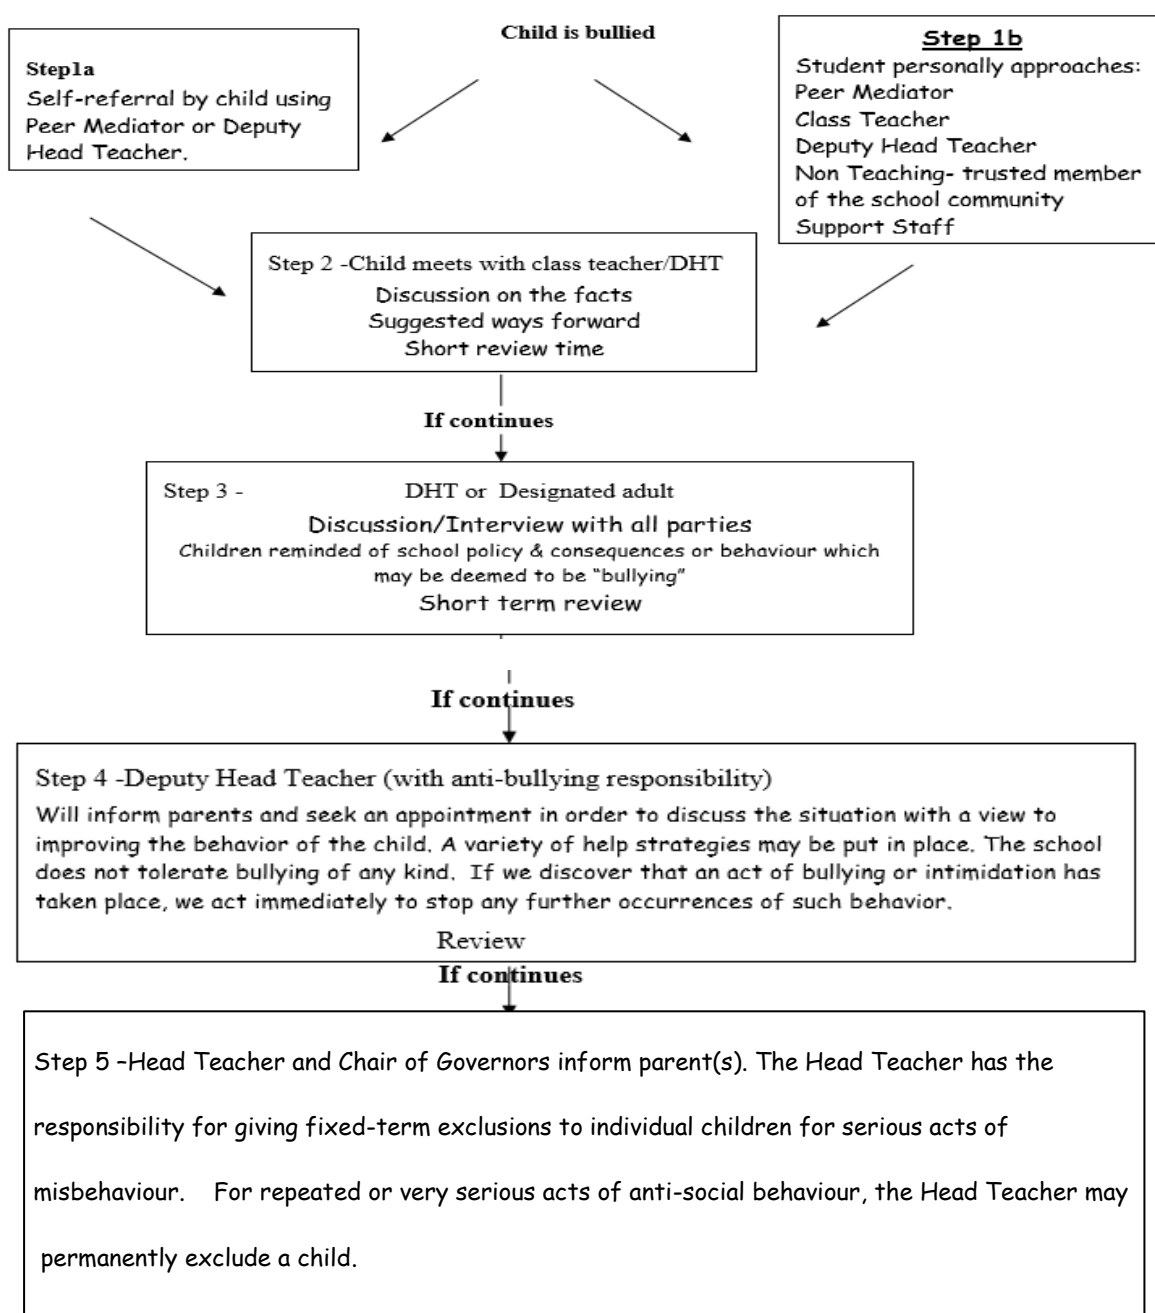 Child is bullied
Step1a
Self-referral by child using
Peer Mediator or Deputy
Head Teacher.
Step 1b
Student personally approaches:
Peer Mediator
Class Teacher
Deputy Head Teacher
Non Teaching- trusted member
of the school community
Support Staff
Step 2 -Child meets with class teacher/DHT
Discussion on the facts
Suggested ways forward
Short review time
If continues
Step 3 - DHT or Designated adult
Discussion/Interview with all parties
Children reminded of school policy & consequences or behaviour which
may be deemed to be “bullying”
Short term review
If continues
Step 4 -Deputy Head Teacher (with anti-bullying responsibility)
Will inform parents and seek an appointment in order to discuss the situation with a view to
improving the behavior of the child. A variety of help strategies may be put in place. The school
does not tolerate bullying of any kind. If we discover that an act of bullying or intimidation has
taken place, we act immediately to stop any further occurrences of such behavior.
Review
If continues
Step 5 –Head Teacher and Chair of Governors inform parent(s). The Head Teacher has the
responsibility for giving fixed-term exclusions to individual children for serious acts of
misbehaviour. For repeated or very serious acts of anti-social behaviour, the Head Teacher may
permanently exclude a child.